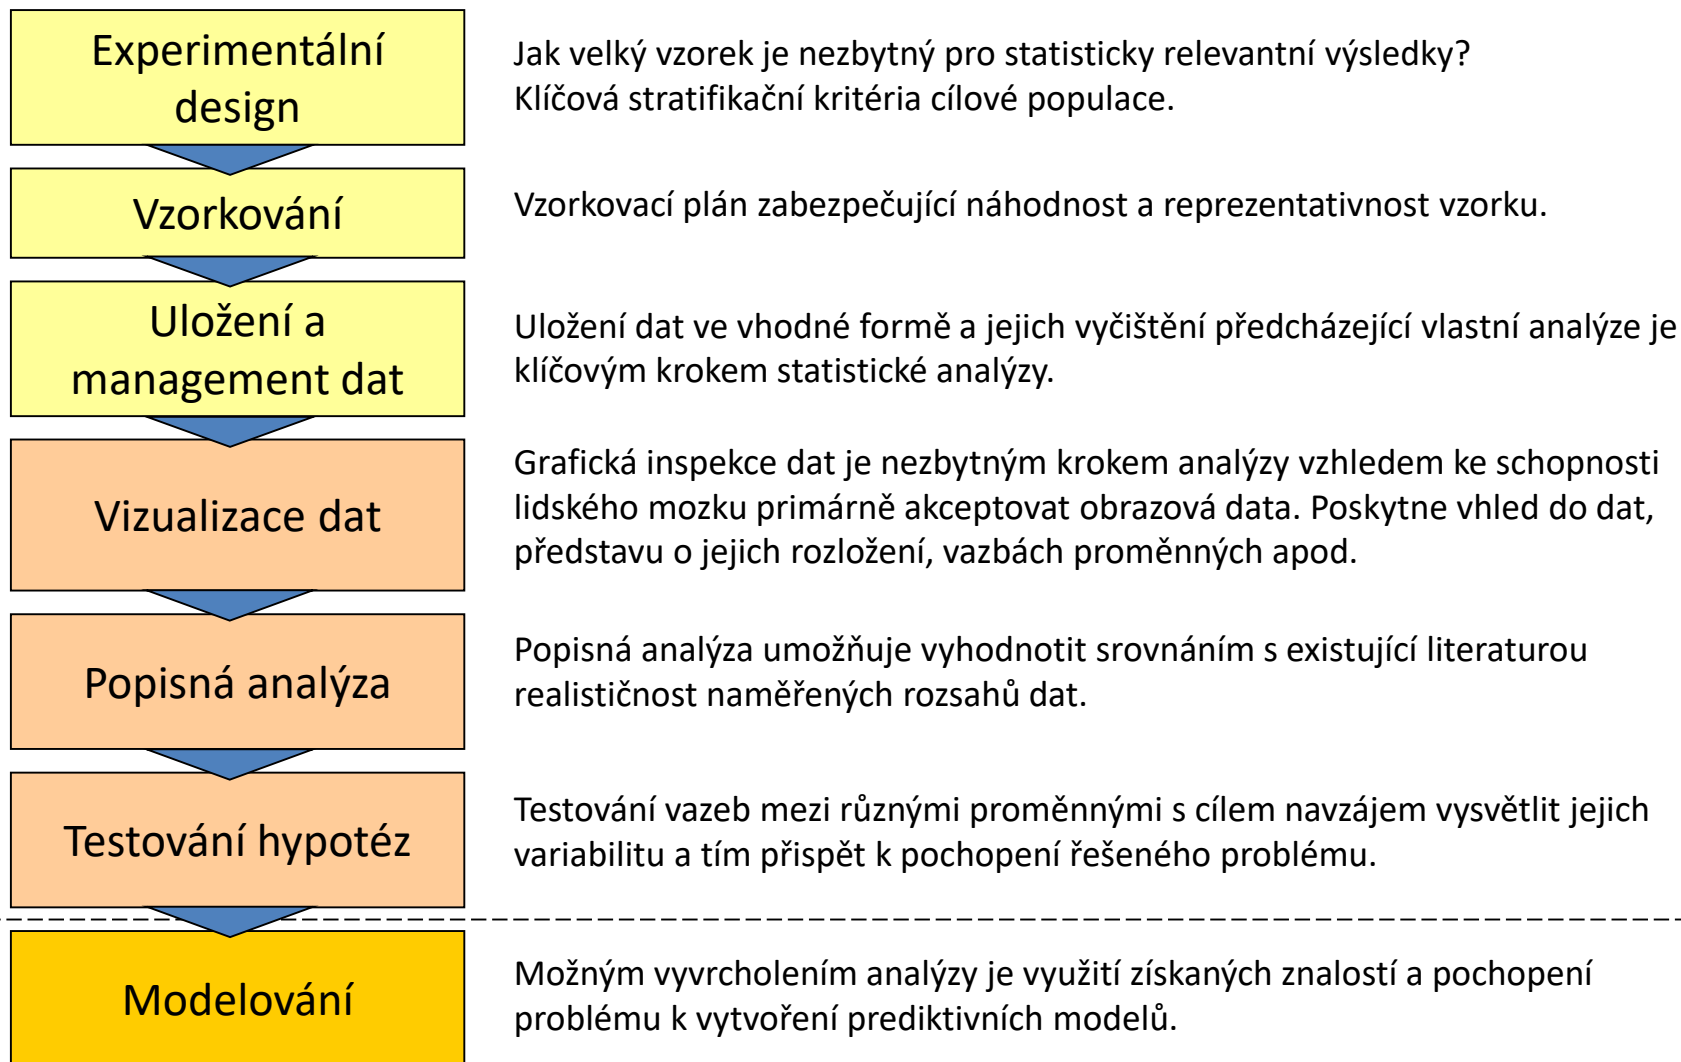 Experimentální
design
Jak velký vzorek je nezbytný pro statisticky relevantní výsledky?
Klíčová stratifikační kritéria cílové populace.
Vzorkování
Vzorkovací plán zabezpečující náhodnost a reprezentativnost vzorku.
Uložení a
management dat
Uložení dat ve vhodné formě a jejich vyčištění předcházející vlastní analýze je
klíčovým krokem statistické analýzy.
Vizualizace dat
Grafická inspekce dat je nezbytným krokem analýzy vzhledem ke schopnosti
lidského mozku primárně akceptovat obrazová data. Poskytne vhled do dat,
představu o jejich rozložení, vazbách proměnných apod.
Popisná analýza
Popisná analýza umožňuje vyhodnotit srovnáním s existující literaturou
realističnost naměřených rozsahů dat.
Testování hypotéz
Testování vazeb mezi různými proměnnými s cílem navzájem vysvětlit jejich
variabilitu a tím přispět k pochopení řešeného problému.
Modelování
Možným vyvrcholením analýzy je využití získaných znalostí a pochopení
problému k vytvoření prediktivních modelů.